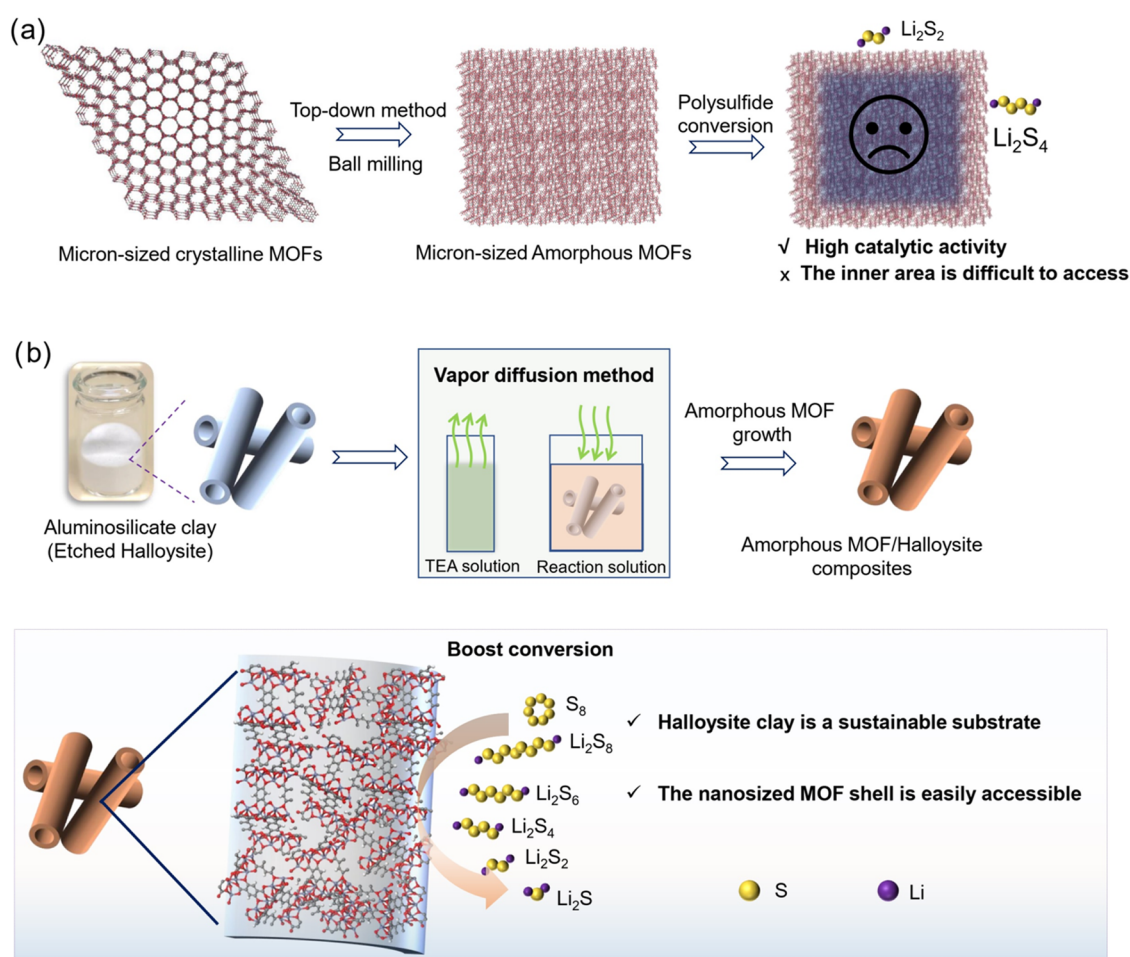 (a)
Li₂S₂
Top-down method
Ball milling
Polysulfide
conversion
Li₂S₄
Micron-sized crystalline MOFs
Micron-sized Amorphous MOFs
√ High catalytic activity
x The inner area is difficult to access
(b)
Vapor diffusion method
Amorphous MOF
growth
Aluminosilicate clay
(Etched Halloysite)
TEA solution
Reaction solution
Amorphous MOF/Halloysite
composites
Boost conversion
S₈
Li₂S₈
Li₂S₆
Li₂S₄
Li₂S₂
Li₂S
✓ Halloysite clay is a sustainable substrate
✓ The nanosized MOF shell is easily accessible
S
Li